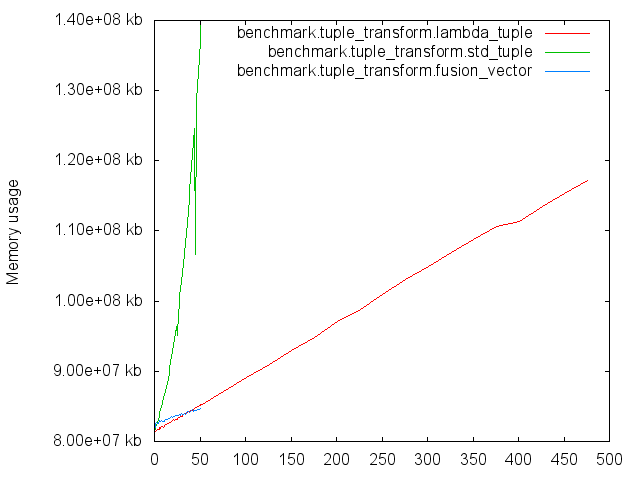 benchmark.tuple_transform.lambda_tuple
benchmark.tuple_transform.std_tuple
benchmark.tuple_transform.fusion_vector
1.40e+08 kb
1.30e+08 kb
1.20e+08 kb
1.10e+08 kb
1.00e+08 kb
9.00e+07 kb
8.00e+07 kb
Memory usage
0 50 100 150 200 250 300 350 400 450 500